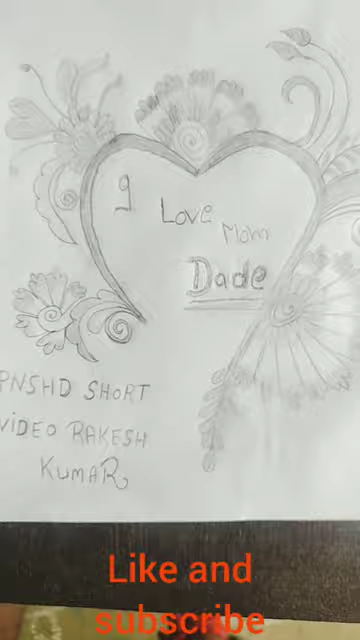 I
Love
Mom
Dade
PNSHD SHORT
VIDEO RAKESH
KUMAR
Like and
subscribe